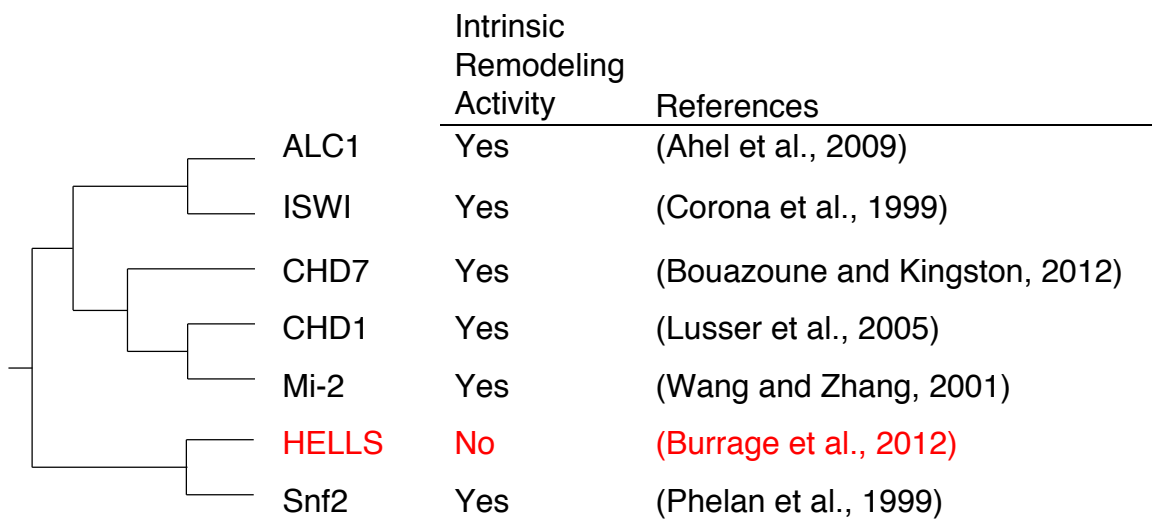 Intrinsic
Remodeling
Activity References
ALC1 Yes (Ahel et al., 2009)
ISWI Yes (Corona et al., 1999)
CHD7 Yes (Bouazoune and Kingston, 2012)
CHD1 Yes (Lusser et al., 2005)
Mi-2 Yes (Wang and Zhang, 2001)
HELLS No (Burrage et al., 2012)
Snf2 Yes (Phelan et al., 1999)